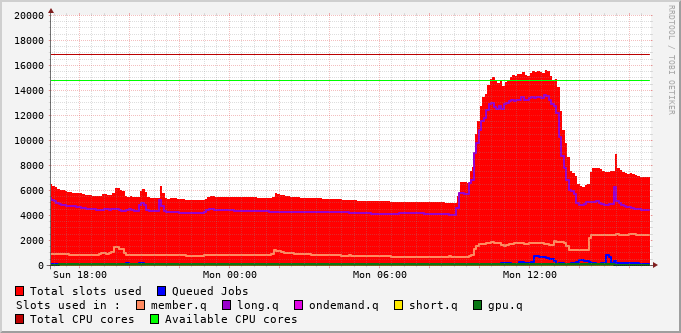 20000
18000
16000
14000
12000
10000
8000
6000
4000
2000
0
Sun 18:00 Mon 00:00 Mon 06:00 Mon 12:00
RRDTOOL / TOBI OETIKER
Total slots used Queued Jobs
Slots used in : member.q long.q ondemand.q short.q gpu.q
Total CPU cores Available CPU cores